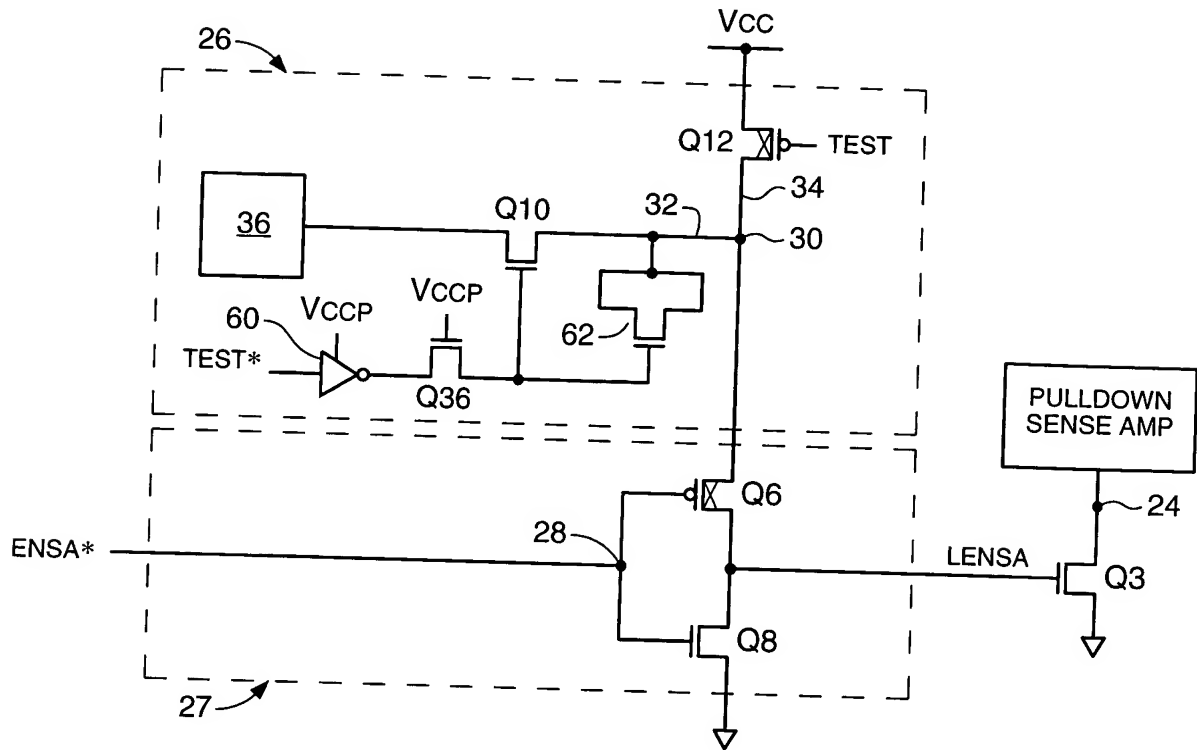 VCC
26
Q12
TEST
34
36
Q10
32
30
VCCP
VCCP
60
62
TEST*
Q36
PULLDOWN
SENSE AMP
Q6
24
28
ENSA*
LENSA
Q3
Q8
27